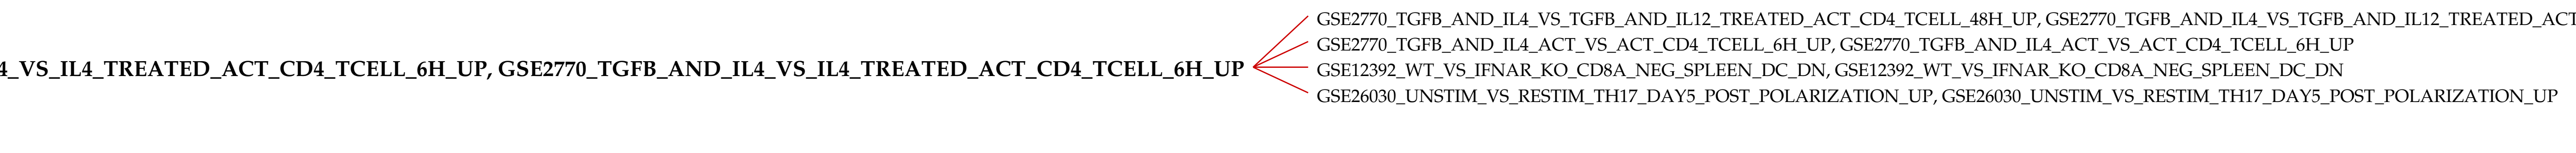 GSE2770_TGFB_AND_IL4_VS_TGFB_AND_IL12_TREATED_ACT_CD4_TCELL_48H_UP, GSE2770_TGFB_AND_IL4_VS_TGFB_AND_IL12_TREATED_ACT
GSE2770_TGFB_AND_IL4_ACT_VS_ACT_CD4_TCELL_6H_UP, GSE2770_TGFB_AND_IL4_ACT_VS_ACT_CD4_TCELL_6H_UP
4_VS_IL4_TREATED_ACT_CD4_TCELL_6H_UP, GSE2770_TGFB_AND_IL4_VS_IL4_TREATED_ACT_CD4_TCELL_6H_UP
GSE12392_WT_VS_IFNAR_KO_CD8A_NEG_SPLEEN_DC_DN, GSE12392_WT_VS_IFNAR_KO_CD8A_NEG_SPLEEN_DC_DN
GSE26030_UNSTIM_VS_RESTIM_TH17_DAY5_POST_POLARIZATION_UP, GSE26030_UNSTIM_VS_RESTIM_TH17_DAY5_POST_POLARIZATION_UP